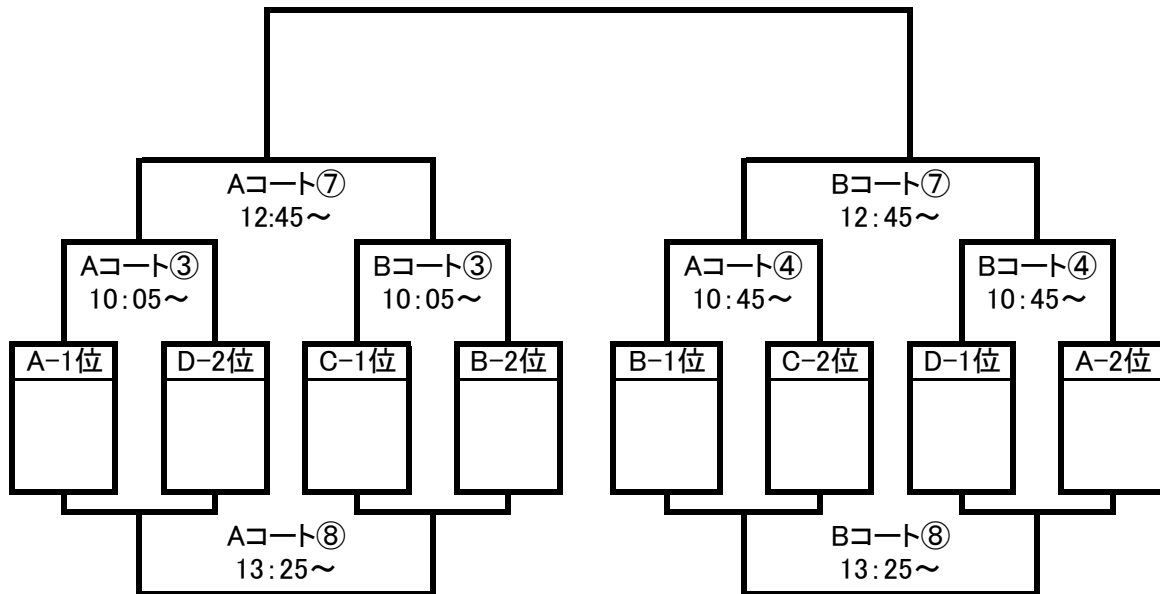 Aコート⑦
12:45～
Bコート⑦
12:45～
Aコート③
10:05～
Bコート③
10:05～
Aコート④
10:45～
Bコート④
10:45～
A-1位
D-2位
C-1位
B-2位
B-1位
C-2位
D-1位
A-2位
Aコート⑧
13:25～
Bコート⑧
13:25～